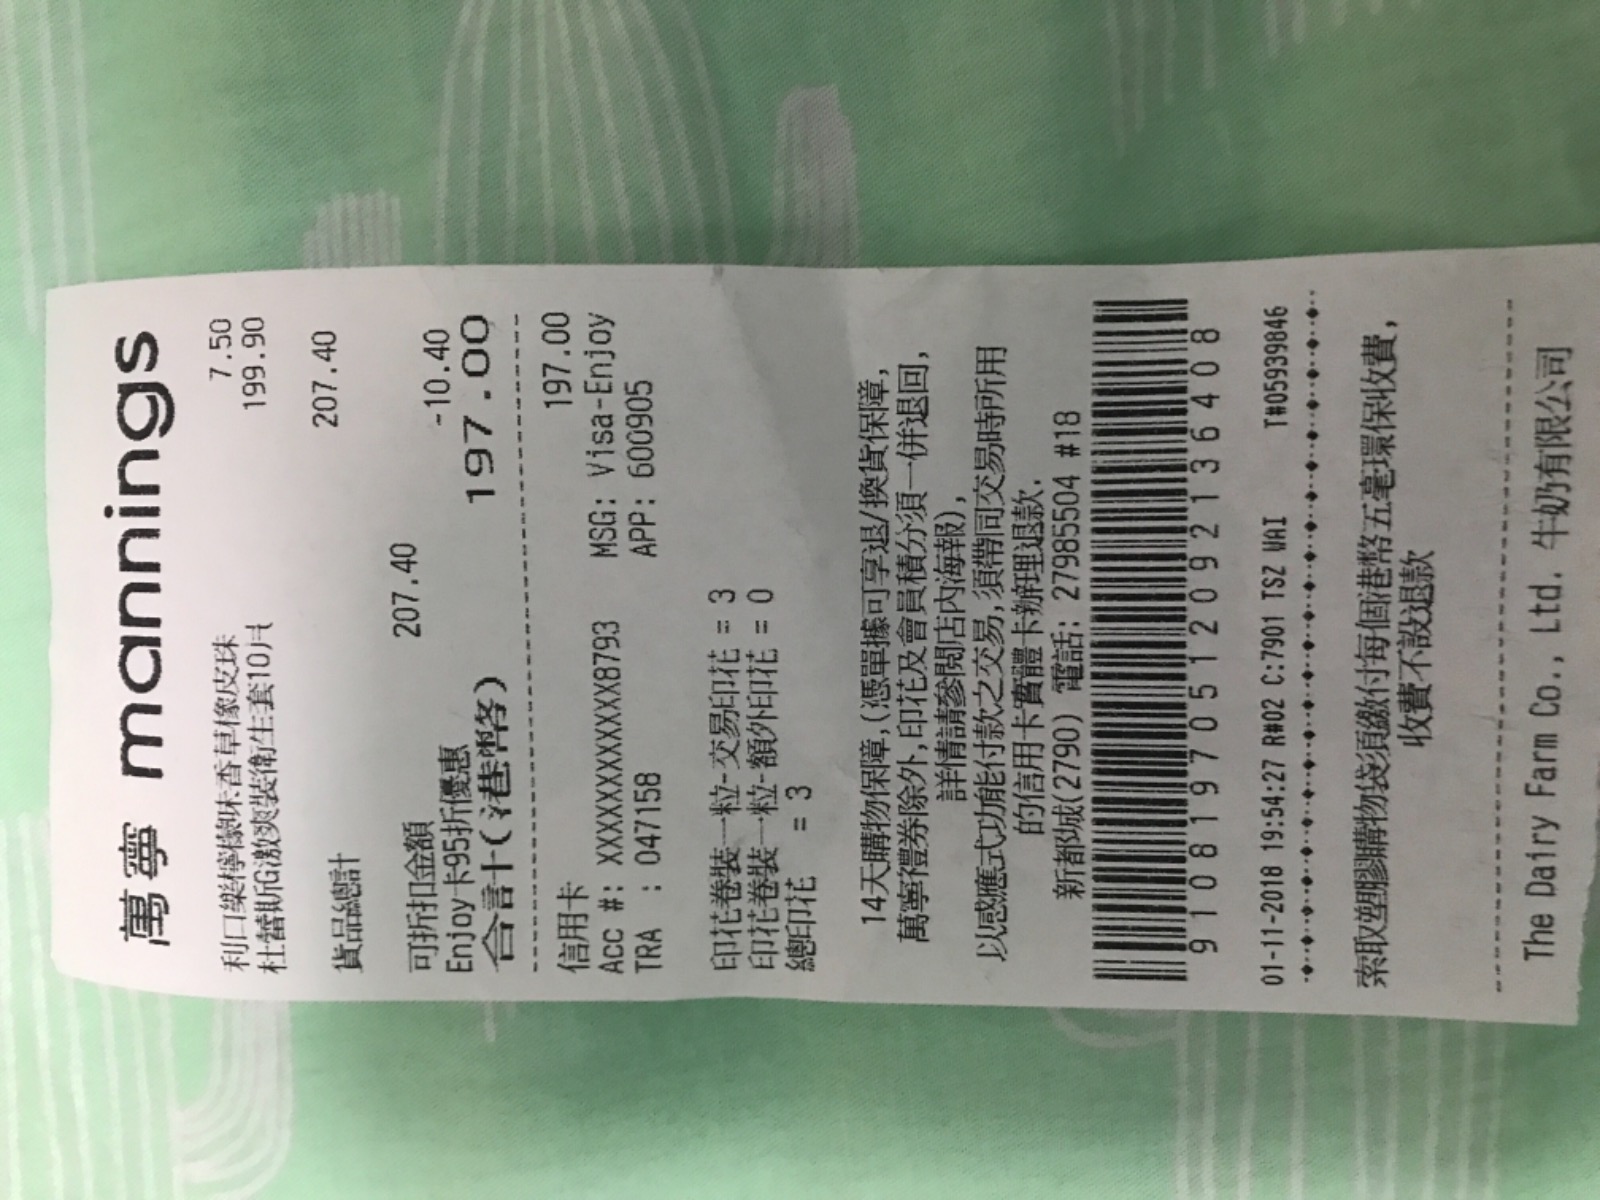 萬寧 mannings
利口樂檸檬味香草橡皮珠 7.50
杜蕾斯G激爽裝衛生套10片 199.90
貨品總計 207.40
可折扣金額 207.40
Enjoy卡95折優惠 -10.40
合計(港幣) 197.00
信用卡 197.00
Acc #: XXXXXXXXXXXX8793 MSG: Visa-Enjoy
TRA : 047158 APP: 600905
印花卷裝一粒-交易印花 = 3
印花卷裝一粒-額外印花 = 0
總印花 = 3
14天購物保障,(憑單據可享退/換貨保障,
萬寧禮券除外,印花及會員積分須一併退回,
詳情請參閱店內海報),
以感應式功能付款之交易,須帶同交易時所用
的信用卡實體卡辦理退款.
新都城(2790) 電話: 27985504 #18
91081970512092136408
01-11-2018 19:54:27 R#02 C:7901 TSZ WAI T#05939846
索取塑膠購物袋須繳付每個港幣五毫環保收費,
收費不設退款
The Dairy Farm Co., Ltd. 牛奶有限公司